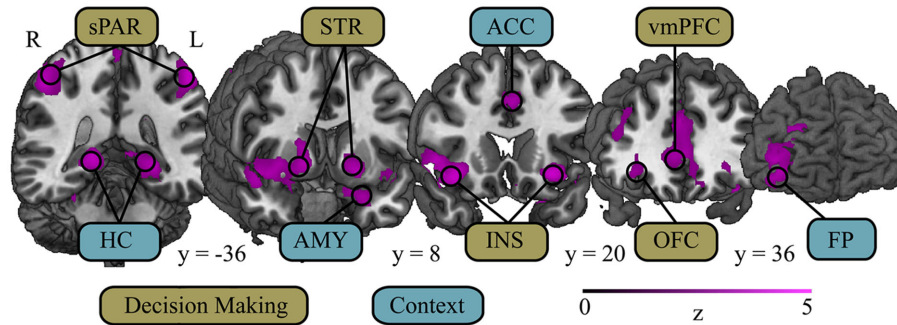 sPAR STR ACC vmPFC
R L
HC AMY INS OFC FP
y = -36 y = 8 y = 20 y = 36
Decision Making Context 0 5
z